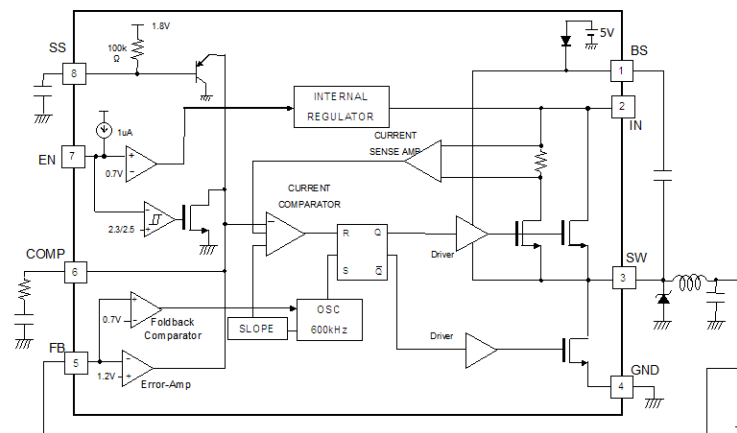 1.8V
5V
SS
100k
Ω
BS
8
1
INTERNAL
REGULATOR
2
IN
1uA
CURRENT
SENSE AMP
EN
7
+
0.7V
−
CURRENT
COMPARATOR
−
2.3/2.5
+
−
+
R
Q
S
Q
Driver
COMP
6
SW
3
+
0.7V
−
Foldback
Comparator
SLOPE
OSC
600kHz
Driver
FB
5
−
1.2V
+
Error-Amp
GND
4